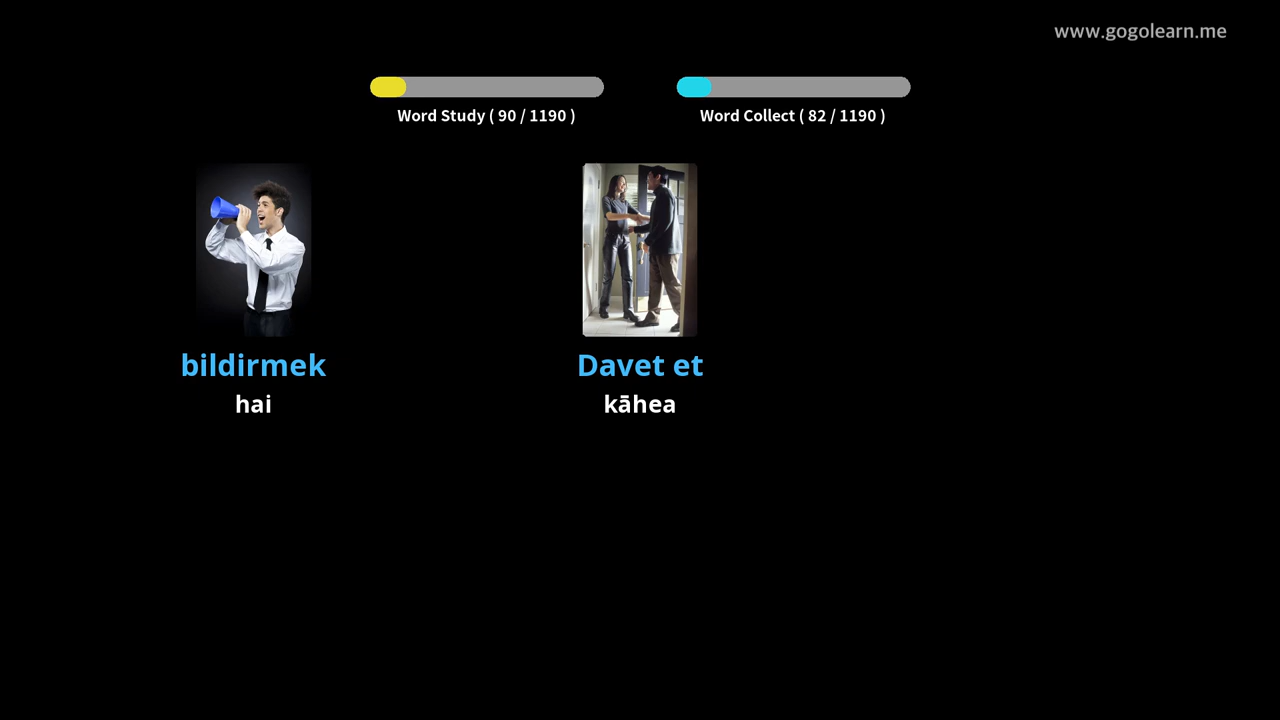 www.gogolearn.me
Word Study ( 90 / 1190 )
Word Collect ( 82 / 1190 )
bildirmek
hai
Davet et
kāhea